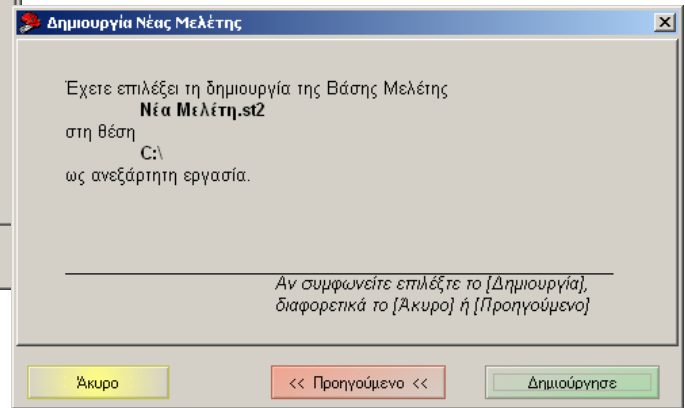 Δημιουργία Νέας Μελέτης
Έχετε επιλέξει τη δημιουργία της Βάσης Μελέτης
Νέα Μελέτη.st2
στη θέση
C:\
ως ανεξάρτητη εργασία.
Αν συμφωνείτε επιλέξτε το [Δημιουργία],
διαφορετικά το [Άκυρο] ή [Προηγούμενο]
Άκυρο
<< Προηγούμενο <<
Δημιούργησε